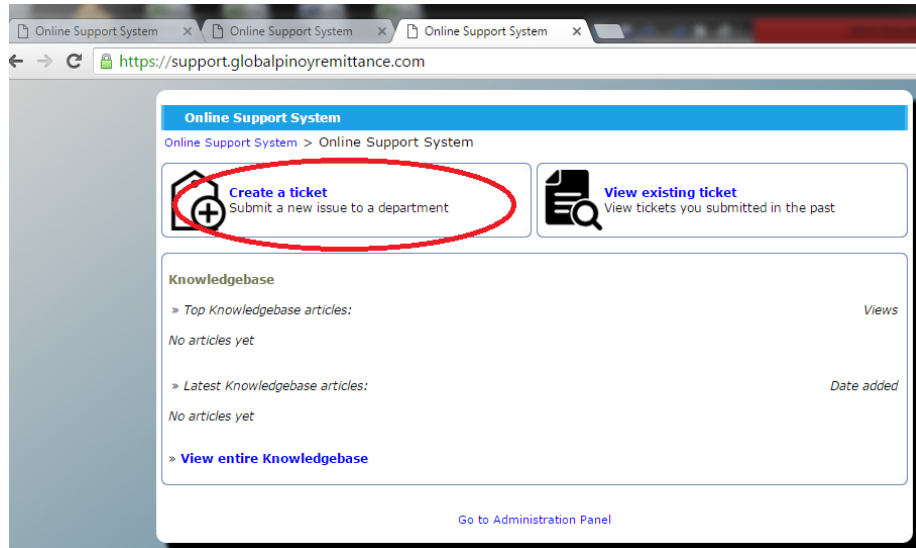 Online Support System
Online Support System
Online Support System
https://support.globalpinoyremittance.com
Online Support System
Online Support System > Online Support System
Create a ticket
Submit a new issue to a department
View existing ticket
View tickets you submitted in the past
Knowledgebase
» Top Knowledgebase articles: Views
No articles yet
» Latest Knowledgebase articles: Date added
No articles yet
» View entire Knowledgebase
Go to Administration Panel